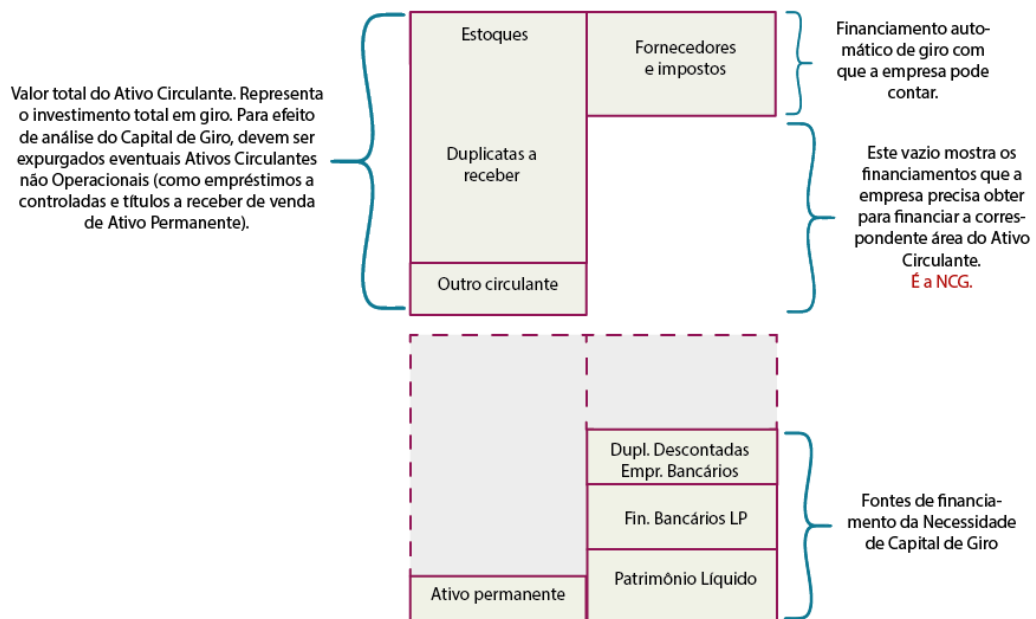 Valor total do Ativo Circulante. Representa
o investimento total em giro. Para efeito
de análise do Capital de Giro, devem ser
expurgados eventuais Ativos Circulantes
não Operacionais (como empréstimos a
controladas e títulos a receber de venda
de Ativo Permanente).
Estoques
Duplicatas a
receber
Outro circulante
Fornecedores
e impostos
Financiamento auto-
mático de giro com
que a empresa pode
contar.
Este vazio mostra os
financiamentos que a
empresa precisa obter
para financiar a corres-
pondente área do Ativo
Circulante.
É a NCG.
Ativo permanente
Dupl. Descontadas
Empr. Bancários
Fin. Bancários LP
Patrimônio Líquido
Fontes de financia-
mento da Necessidade
de Capital de Giro